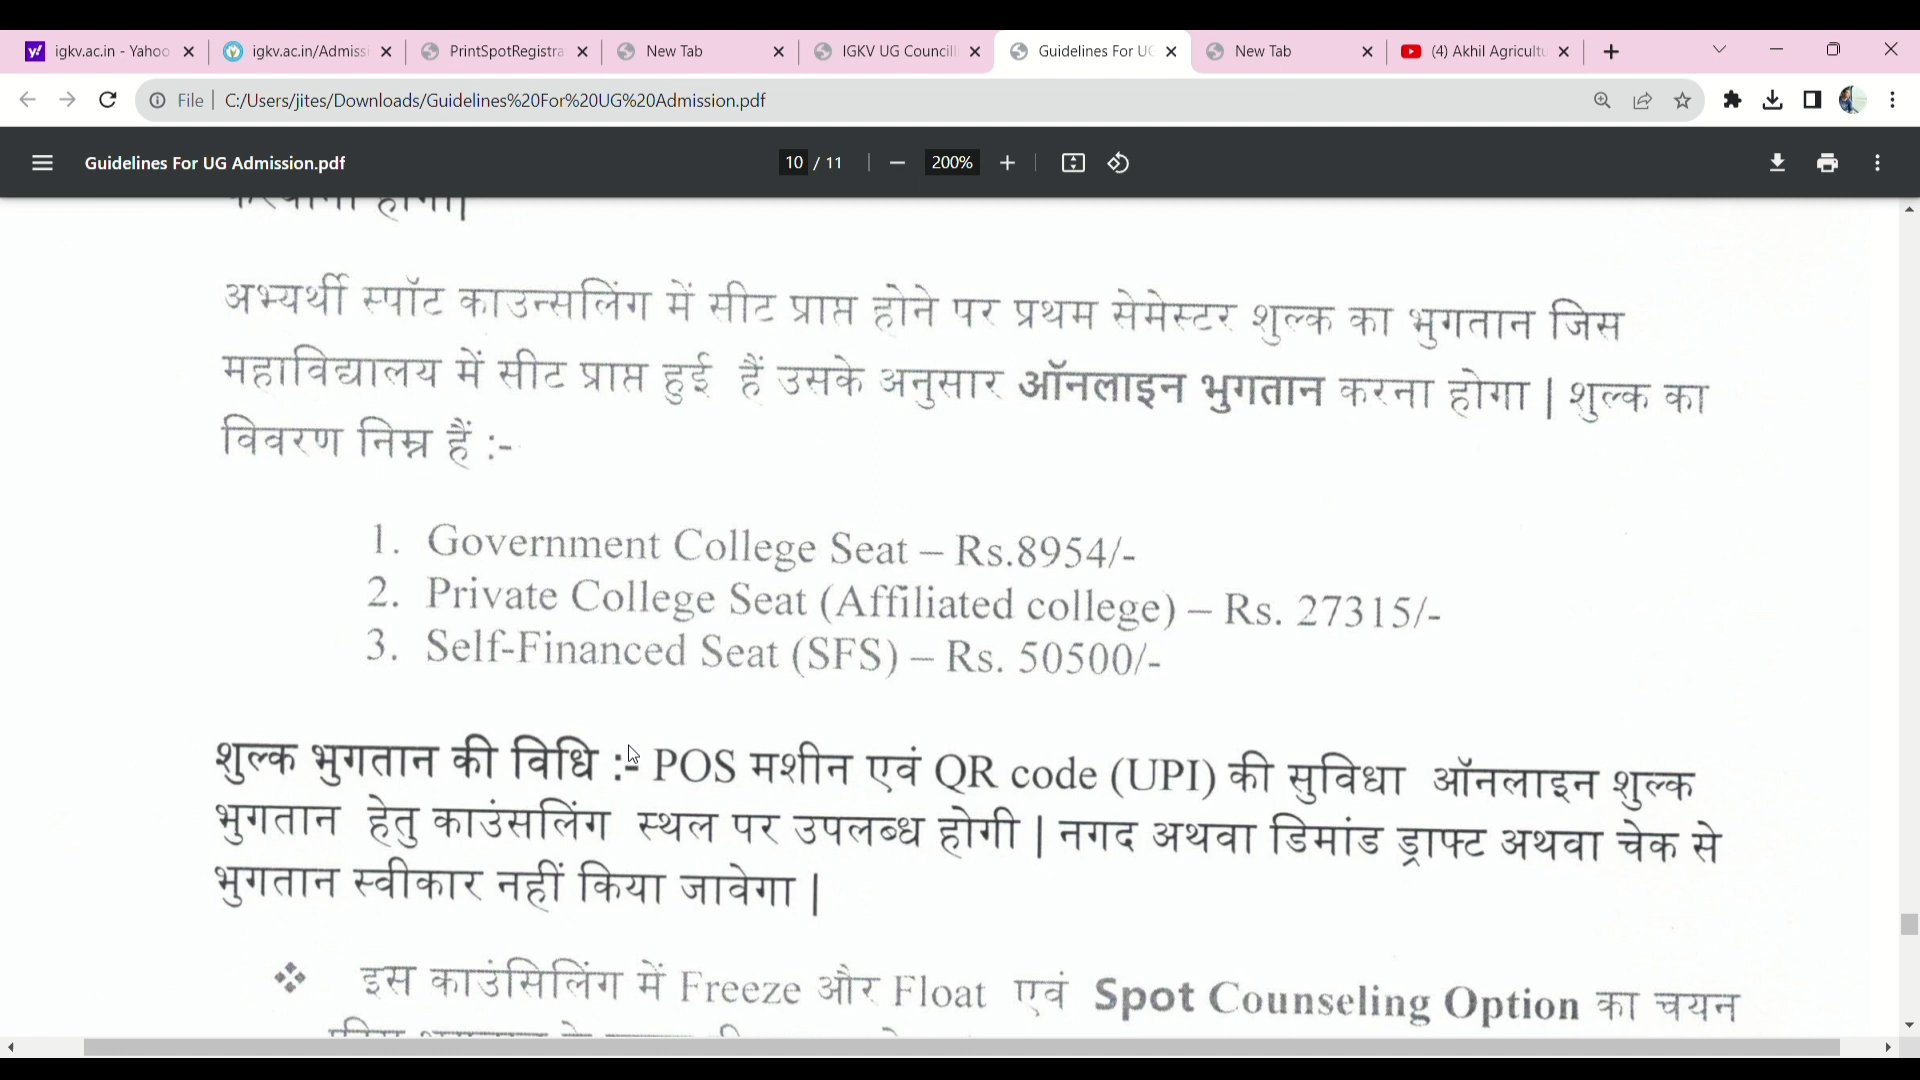 igkv.ac.in - Yahoo
igkv.ac.in/Admiss
PrintSpotRegistra
New Tab
IGKV UG Councill
Guidelines For UG
New Tab
(4) Akhil Agricultu
File | C:/Users/jites/Downloads/Guidelines%20For%20UG%20Admission.pdf
Guidelines For UG Admission.pdf
10 / 11
200%
अभ्यर्थी स्पॉट काउन्सलिंग में सीट प्राप्त होने पर प्रथम सेमेस्टर शुल्क का भुगतान जिस
महाविद्यालय में सीट प्राप्त हुई हैं उसके अनुसार ऑनलाइन भुगतान करना होगा | शुल्क का
विवरण निम्न हैं :-
1. Government College Seat – Rs.8954/-
2. Private College Seat (Affiliated college) – Rs. 27315/-
3. Self-Financed Seat (SFS) – Rs. 50500/-
शुल्क भुगतान की विधि :- POS मशीन एवं QR code (UPI) की सुविधा ऑनलाइन शुल्क
भुगतान हेतु काउंसलिंग स्थल पर उपलब्ध होगी | नगद अथवा डिमांड ड्राफ्ट अथवा चेक से
भुगतान स्वीकार नहीं किया जावेगा |
❖ इस काउंसिलिंग में Freeze और Float एवं Spot Counseling Option का चयन